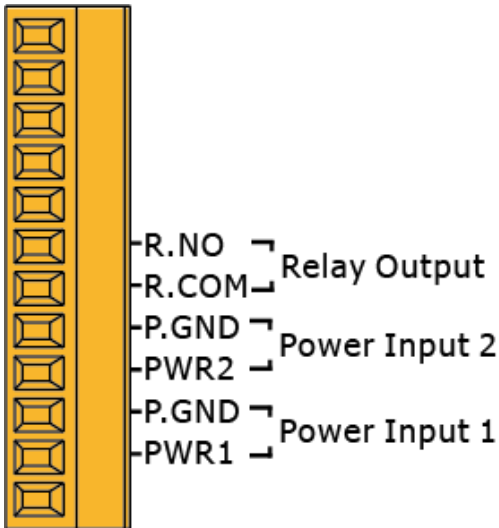 R.NO
R.COM
Relay Output
P.GND
PWR2
Power Input 2
P.GND
PWR1
Power Input 1